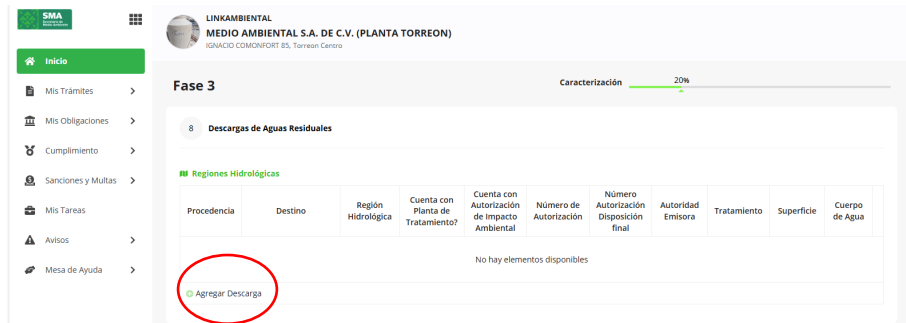 SMA
LINKAMBIENTAL
MEDIO AMBIENTAL S.A. DE C.V. (PLANTA TORREON)
IGNACIO COMONFORT 85, Torreon Centro
Inicio
Mis Trámites
Mis Obligaciones
Cumplimiento
Sanciones y Multas
Mis Tareas
Avisos
Mesa de Ayuda
Fase 3
Caracterización
20%
8 Descargas de Aguas Residuales
Regiones Hidrológicas
Procedencia
Destino
Región
Hidrológica
Cuenta con
Planta de
Tratamiento?
Cuenta con
Autorización
de Impacto
Ambiental
Número de
Autorización
Número
Autorización
Disposición
final
Autoridad
Emisora
Tratamiento
Superficie
Cuerpo
de Agua
No hay elementos disponibles
Agregar Descarga